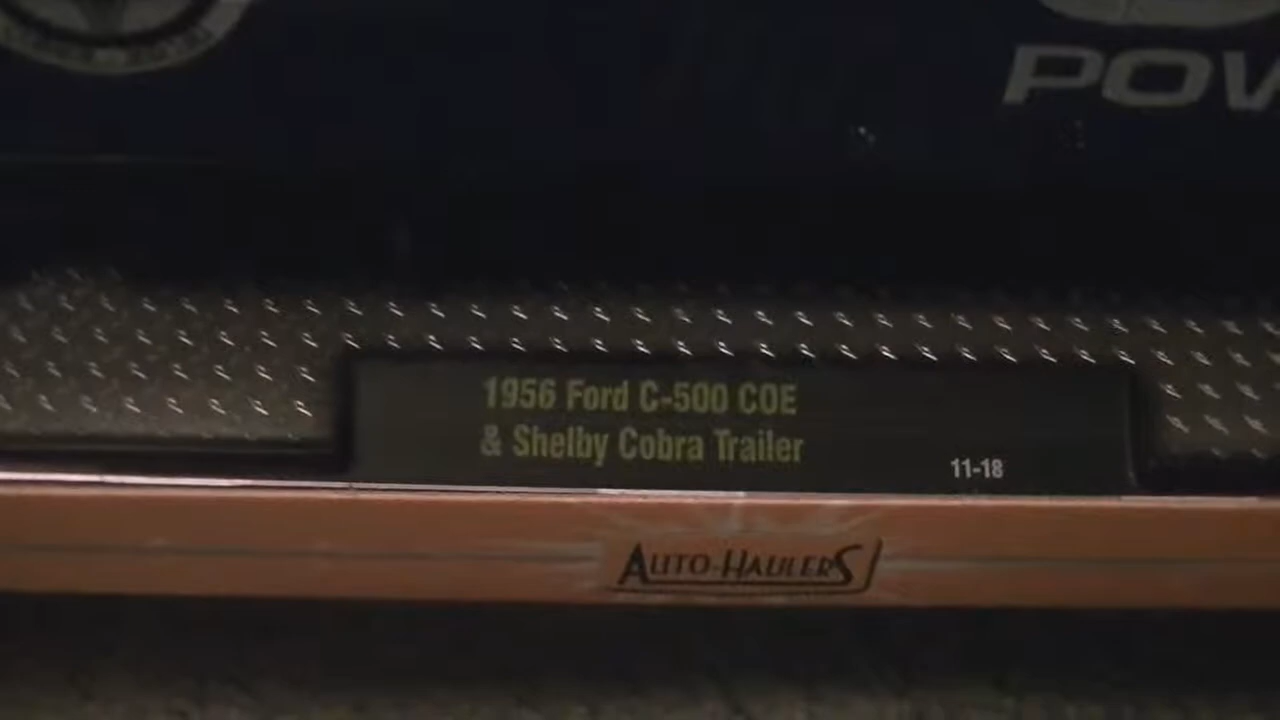 POW
1956 Ford C-500 COE
& Shelby Cobra Trailer
11-18
AUTO-HAULERS